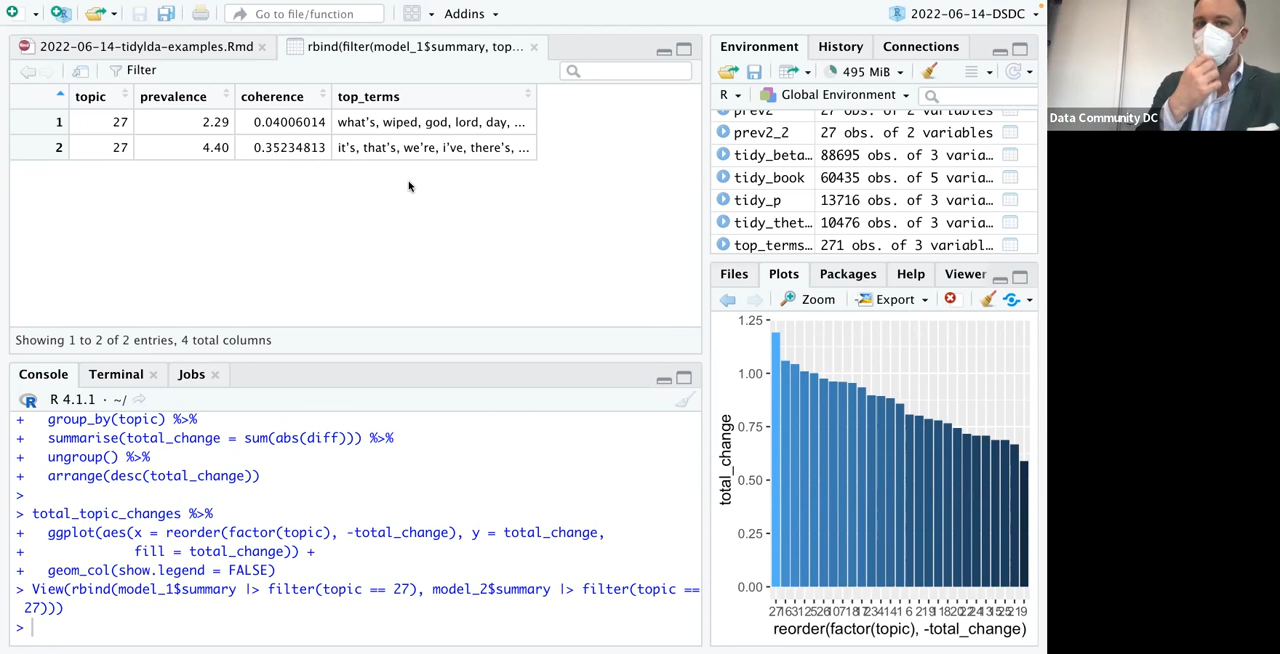 Go to file/function
Addins
2022-06-14-DSDC
2022-06-14-tidylda-examples.Rmd
rbind(filter(model_1$summary, top...
Filter
topic prevalence coherence top_terms
1 27 2.29 0.04006014 what's, wiped, god, lord, day, ...
2 27 4.40 0.35234813 it's, that's, we're, i've, there's, ...
Showing 1 to 2 of 2 entries, 4 total columns
Console Terminal Jobs
R 4.1.1 · ~/
+ group_by(topic) %>%
+ summarise(total_change = sum(abs(diff))) %>%
+ ungroup() %>%
+ arrange(desc(total_change))
>
> total_topic_changes %>%
+ ggplot(aes(x = reorder(factor(topic), -total_change), y = total_change,
+ fill = total_change)) +
+ geom_col(show.legend = FALSE)
> View(rbind(model_1$summary |> filter(topic == 27), model_2$summary |> filter(topic ==
27)))
>
Environment History Connections
495 MiB
R Global Environment
prev2 27 obs. of 2 variables
prev2_2 27 obs. of 2 variables
tidy_beta... 88695 obs. of 3 varia...
tidy_book 60435 obs. of 5 varia...
tidy_p 13716 obs. of 3 varia...
tidy_thet... 10476 obs. of 3 varia...
top_terms... 271 obs. of 3 variabl...
Files Plots Packages Help Viewer
Zoom Export
total_change
1.25
1.00
0.75
0.50
0.25
0.00
reorder(factor(topic), -total_change)
Data Community DC